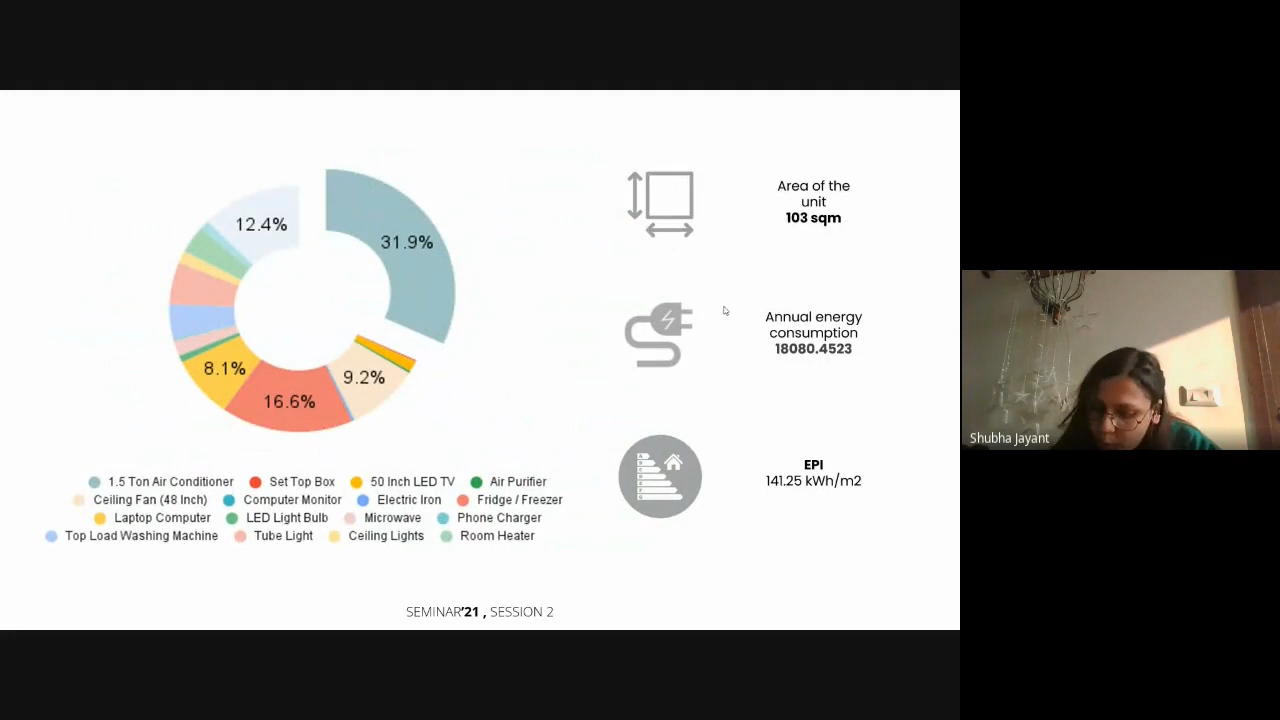 12.4%
31.9%
8.1%
9.2%
16.6%
1.5 Ton Air Conditioner Set Top Box 50 Inch LED TV Air Purifier
Ceiling Fan (48 Inch) Computer Monitor Electric Iron Fridge / Freezer
Laptop Computer LED Light Bulb Microwave Phone Charger
Top Load Washing Machine Tube Light Ceiling Lights Room Heater
Area of the
unit
103 sqm
Annual energy
consumption
18080.4523
EPI
141.25 kWh/m2
SEMINAR'21 , SESSION 2
Shubha Jayant